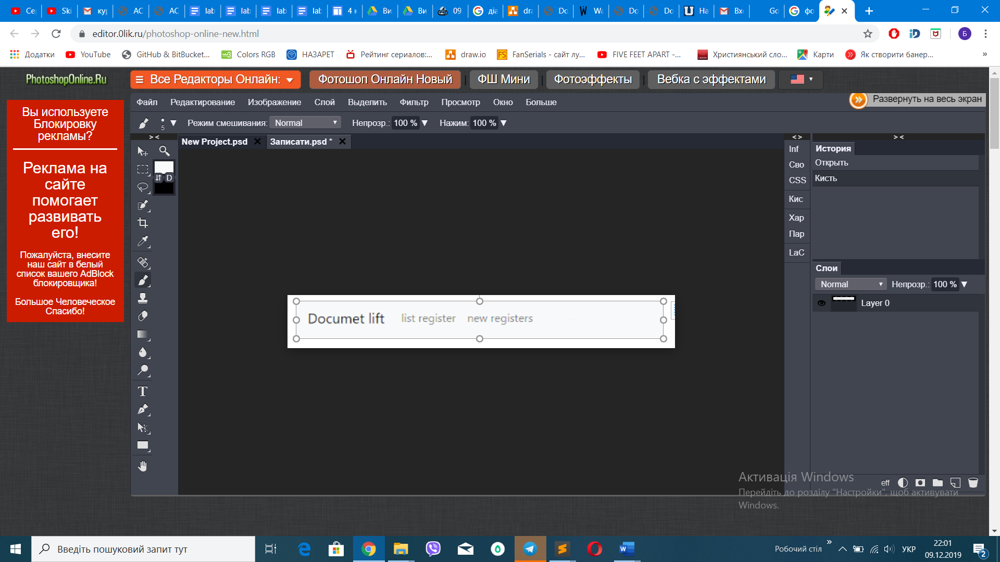 Се
Ski
кур
АС
АС
lab
lab
lab
lab
4 к
Ви
Ви
09.
діа
dra
Do
Wa
Do
Do
На
Вхо
Go
фо
editor.0lik.ru/photoshop-online-new.html
Додатки
YouTube
GitHub & BitBucket...
Colors RGB
НАЗАРЕТ
Рейтинг сериалов:...
draw.io
FanSerials - сайт лу...
FIVE FEET APART -...
Християнський сло...
Карти
Як створити банер...
PhotoshopOnline.Ru
Все Редакторы Онлайн:
Фотошоп Онлайн Новый
ФШ Мини
Фотоэффекты
Вебка с эффектами
Файл Редактирование Изображение Слой Выделить Фильтр Просмотр Окно Больше
Развернуть на весь экран
5 Режим смешивания: Normal Непрозр.: 100 % Нажим: 100 %
New Project.psd
Записати.psd *
Вы используете
Блокировку
рекламы?
Реклама на
сайте
помогает
развивать
его!
Пожалуйста, внесите
наш сайт в белый
список вашего AdBlock
блокировщика!
Большое Человеческое
Спасибо!
D
T
Documet lift list register new registers
Inf
Сво
CSS
Кис
Хар
Пар
LaC
История
Открыть
Кисть
Слои
Normal Непрозр.: 100 %
Layer 0
eff
Активація Windows
Перейдіть до розділу "Настройки", щоб активувати
Windows.
Введіть пошуковий запит тут
Робочий стіл
УКР
22:01
09.12.2019
2